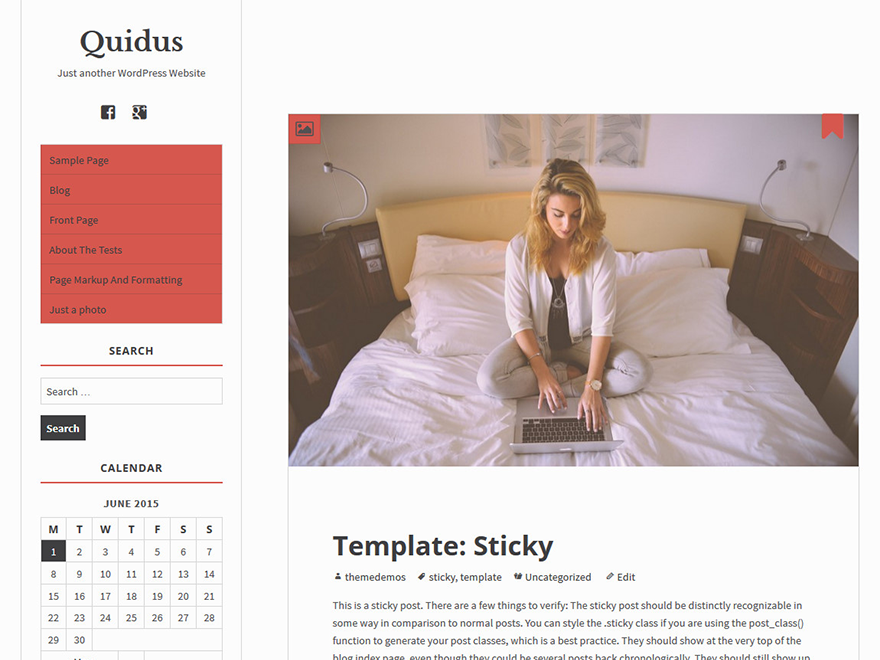 Quidus
Just another WordPress Website
Sample Page
Blog
Front Page
About The Tests
Page Markup And Formatting
Just a photo
SEARCH
Search …
Search
CALENDAR
JUNE 2015
M T W T F S S
1 2 3 4 5 6 7
8 9 10 11 12 13 14
15 16 17 18 19 20 21
22 23 24 25 26 27 28
29 30
Template: Sticky
themedemos sticky, template Uncategorized Edit
This is a sticky post. There are a few things to verify: The sticky post should be distinctly recognizable in
some way in comparison to normal posts. You can style the .sticky class if you are using the post_class()
function to generate your post classes, which is a best practice. They should show at the very top of the
blog index page, even though they could be several posts back chronologically. They should still show up